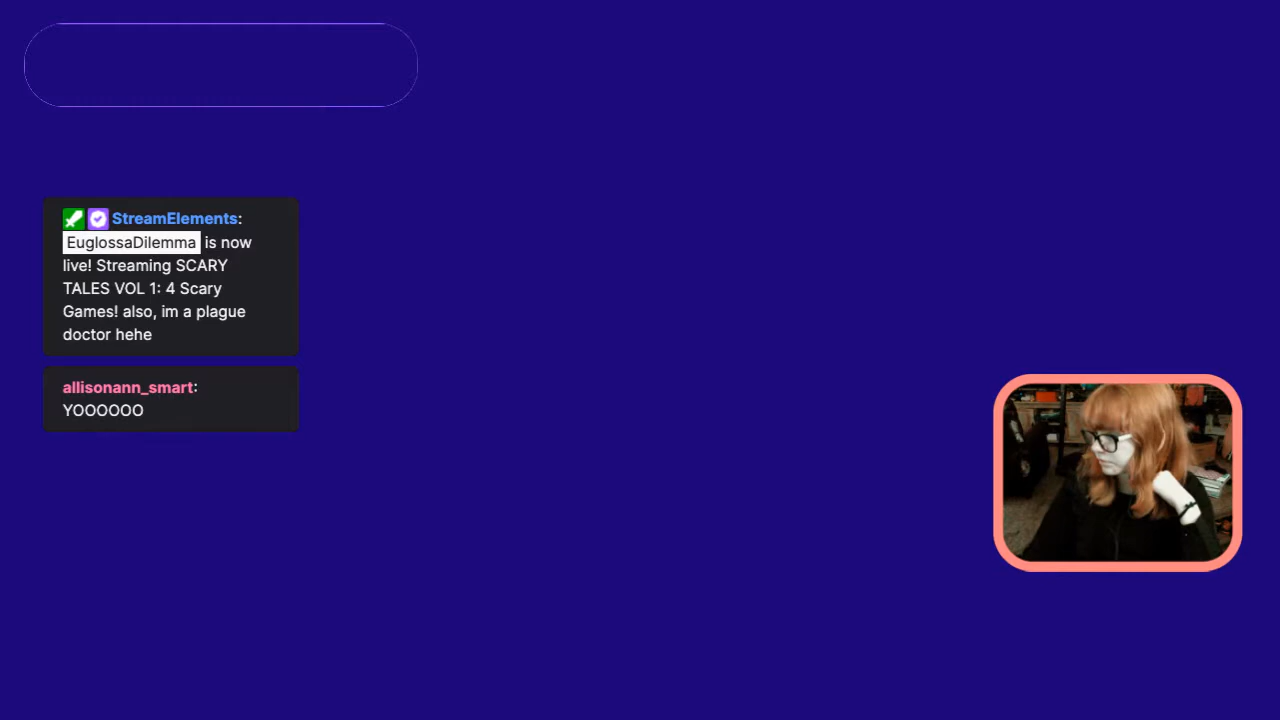 StreamElements:
EuglossaDilemma is now
live! Streaming SCARY
TALES VOL 1: 4 Scary
Games! also, im a plague
doctor hehe
allisonann_smart:
YOOOOOO